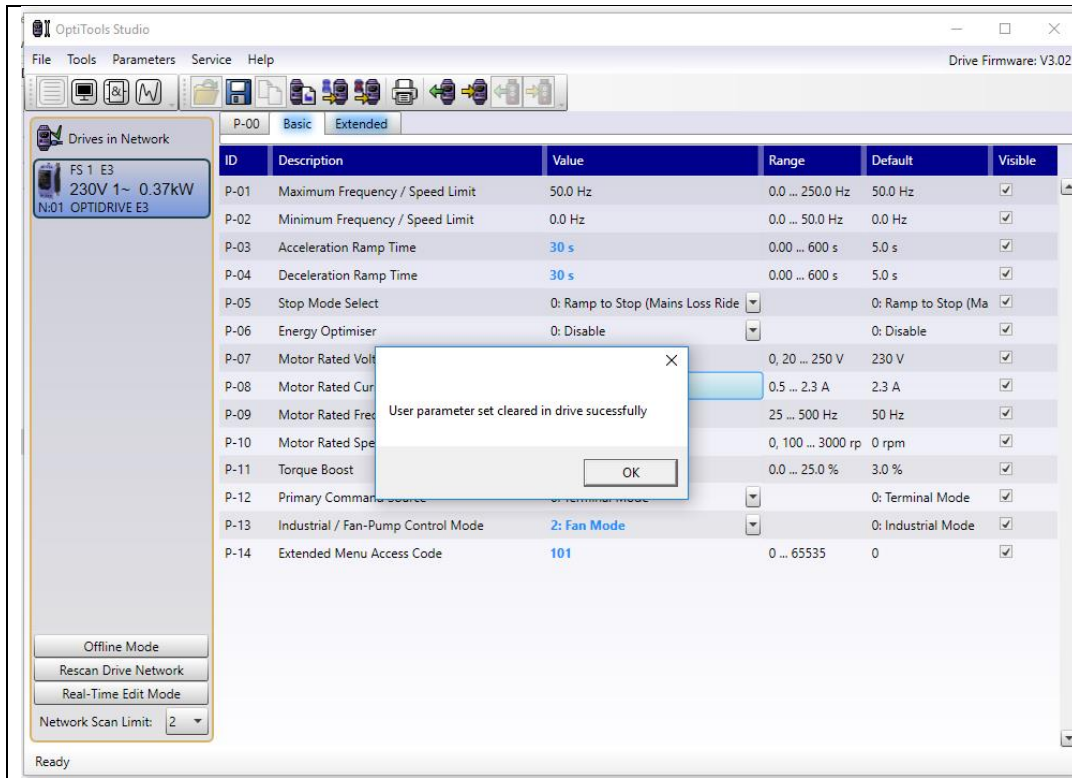 OptiTools Studio
File Tools Parameters Service Help Drive Firmware: V3.02
Drives in Network
FS 1 E3
230V 1~ 0.37kW
N:01 OPTIDRIVE E3
P-00 Basic Extended
ID Description Value Range Default Visible
P-01 Maximum Frequency / Speed Limit 50.0 Hz 0.0 ... 250.0 Hz 50.0 Hz
P-02 Minimum Frequency / Speed Limit 0.0 Hz 0.0 ... 50.0 Hz 0.0 Hz
P-03 Acceleration Ramp Time 30 s 0.00 ... 600 s 5.0 s
P-04 Deceleration Ramp Time 30 s 0.00 ... 600 s 5.0 s
P-05 Stop Mode Select 0: Ramp to Stop (Mains Loss Ride 0: Ramp to Stop (Ma
P-06 Energy Optimiser 0: Disable 0: Disable
P-07 Motor Rated Volt 0, 20 ... 250 V 230 V
P-08 Motor Rated Cur 0.5 ... 2.3 A 2.3 A
P-09 Motor Rated Fre 25 ... 500 Hz 50 Hz
P-10 Motor Rated Spe 0, 100 ... 3000 rp 0 rpm
P-11 Torque Boost 0.0 ... 25.0 % 3.0 %
P-12 Primary Command Source 0: Terminal Mode 0: Terminal Mode
P-13 Industrial / Fan-Pump Control Mode 2: Fan Mode 0: Industrial Mode
P-14 Extended Menu Access Code 101 0 ... 65535 0
User parameter set cleared in drive sucessfully
OK
Offline Mode
Rescan Drive Network
Real-Time Edit Mode
Network Scan Limit: 2
Ready